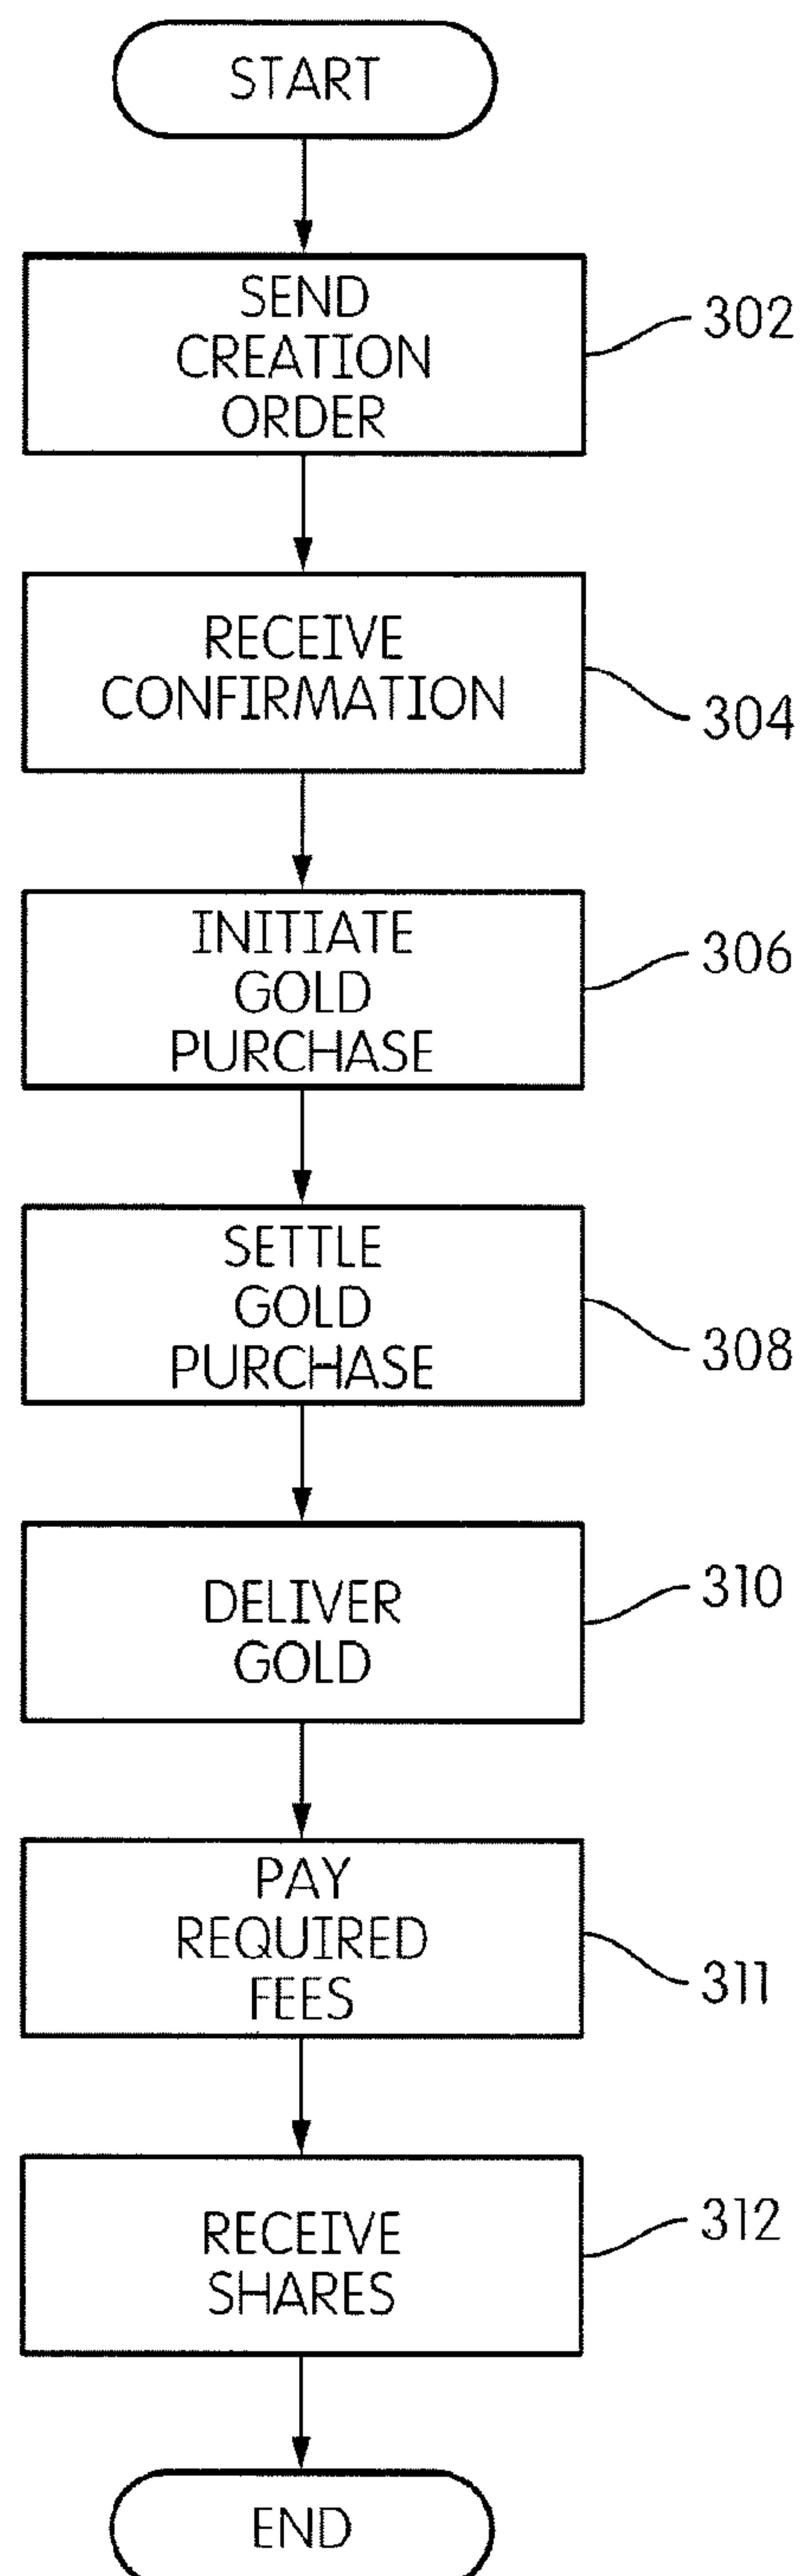 START
SEND
CREATION
ORDER
302
RECEIVE
CONFIRMATION
304
INITIATE
GOLD
PURCHASE
306
SETTLE
GOLD
PURCHASE
308
DELIVER
GOLD
310
PAY
REQUIRED
FEES
311
RECEIVE
SHARES
312
END